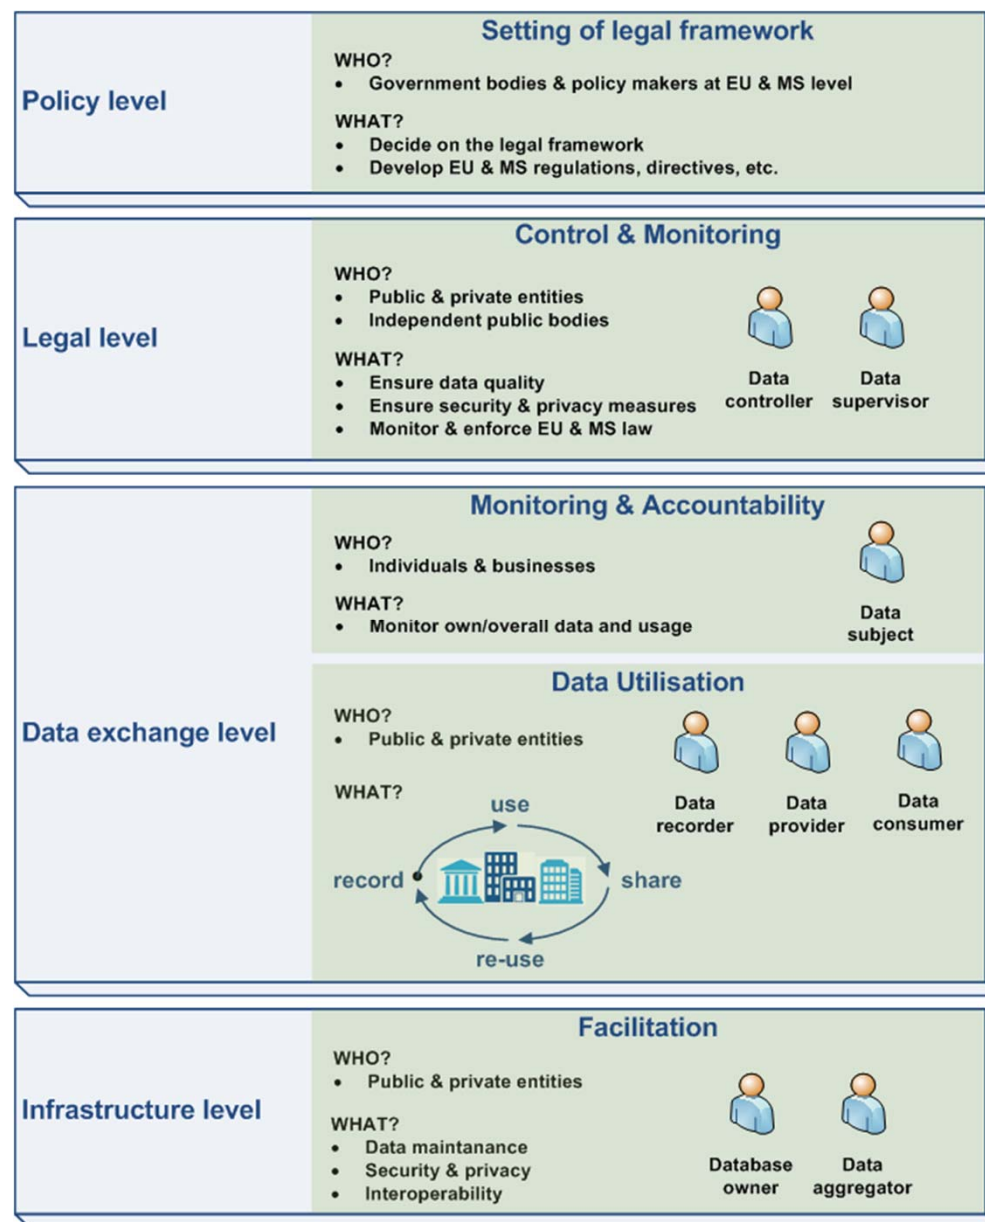 Setting of legal framework
Policy level
WHO?
• Government bodies & policy makers at EU & MS level
WHAT?
• Decide on the legal framework
• Develop EU & MS regulations, directives, etc.
Control & Monitoring
Legal level
WHO?
• Public & private entities
• Independent public bodies
WHAT?
• Ensure data quality
• Ensure security & privacy measures
• Monitor & enforce EU & MS law
Data
controller
Data
supervisor
Data exchange level
Monitoring & Accountability
WHO?
• Individuals & businesses
WHAT?
• Monitor own/overall data and usage
Data
subject
Data Utilisation
WHO?
• Public & private entities
WHAT?
record
use
share
re-use
Data
recorder
Data
provider
Data
consumer
Infrastructure level
Facilitation
WHO?
• Public & private entities
WHAT?
• Data maintanance
• Security & privacy
• Interoperability
Database
owner
Data
aggregator